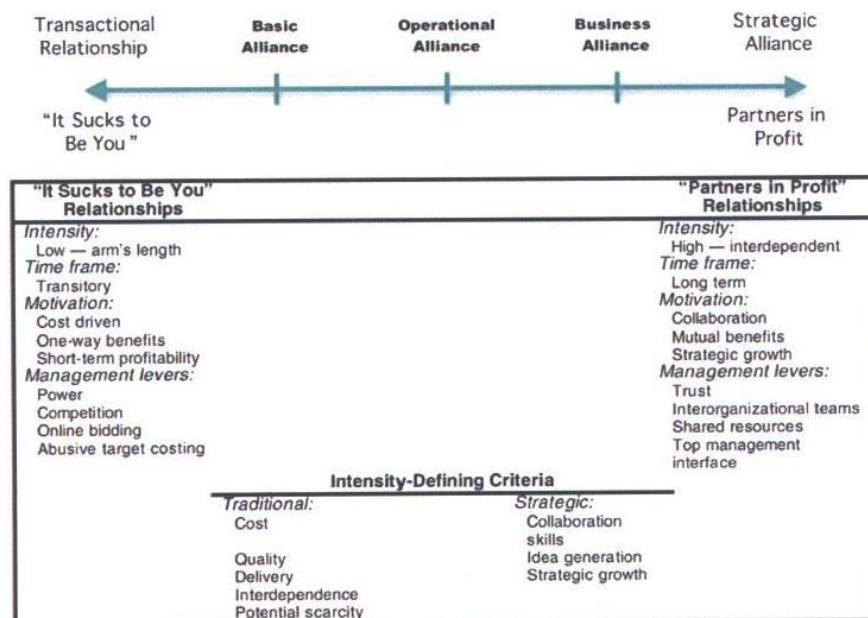 Transactional
Relationship
Basic
Alliance
Operational
Alliance
Business
Alliance
Strategic
Alliance
“It Sucks to
Be You”
Partners in
Profit
“It Sucks to Be You”
Relationships
Intensity:
Low — arm's length
Time frame:
Transitory
Motivation:
Cost driven
One-way benefits
Short-term profitability
Management levers:
Power
Competition
Online bidding
Abusive target costing
“Partners in Profit”
Relationships
Intensity:
High — interdependent
Time frame:
Long term
Motivation:
Collaboration
Mutual benefits
Strategic growth
Management levers:
Trust
Interorganizational teams
Shared resources
Top management
interface
Intensity-Defining Criteria
Traditional:
Cost
Quality
Delivery
Interdependence
Potential scarcity
Strategic:
Collaboration
skills
Idea generation
Strategic growth